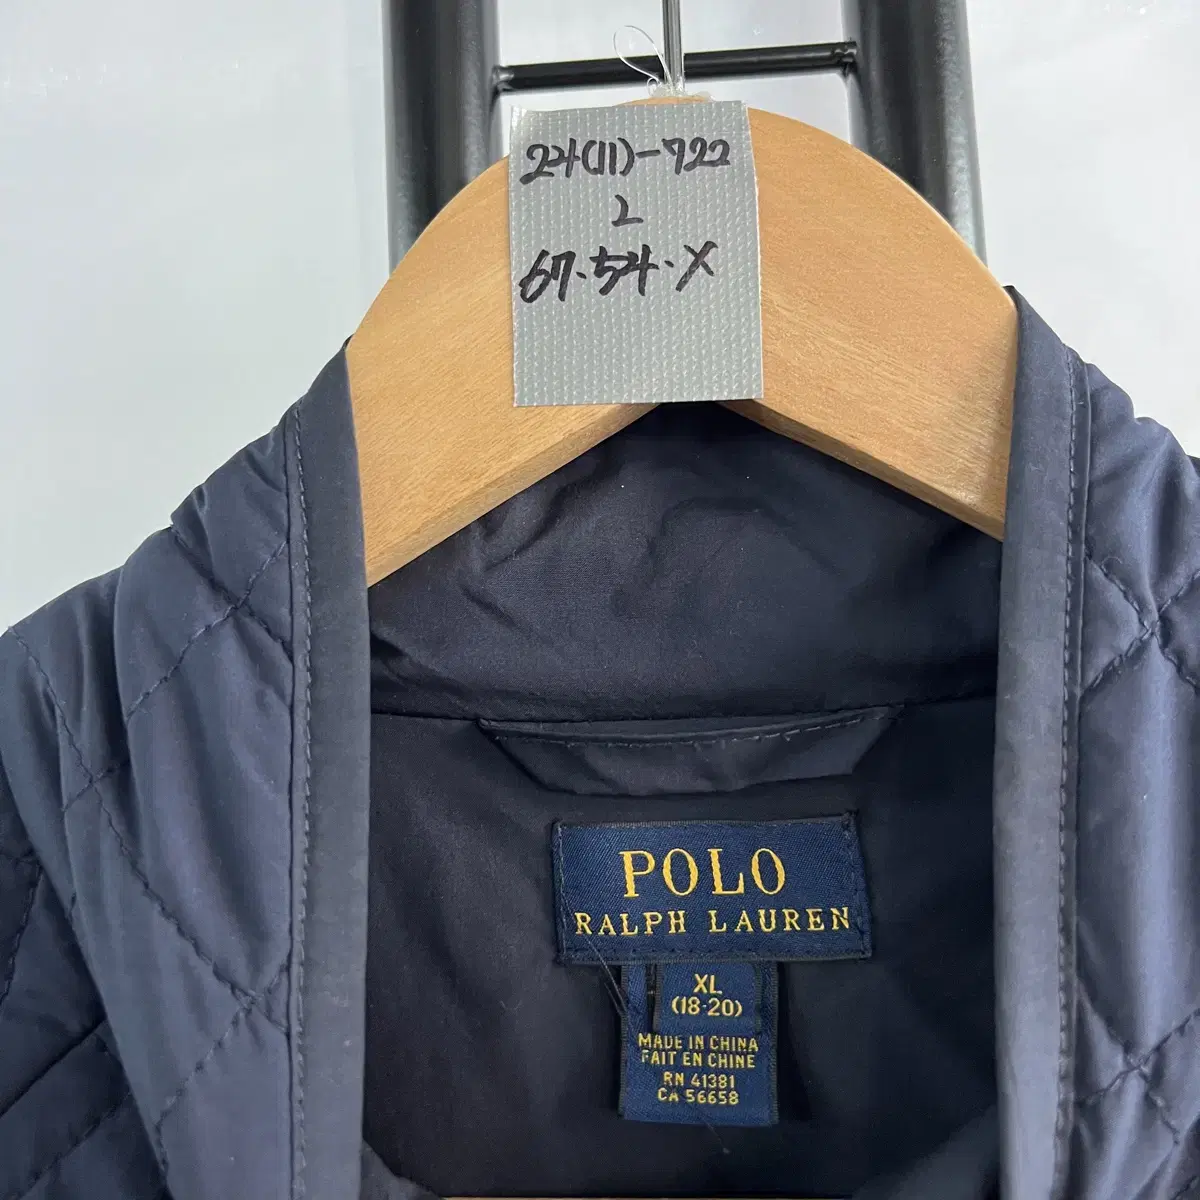 24(11)-722
L
67.54.X
POLO
RALPH LAUREN
XL
(18-20)
MADE IN CHINA
FAIT EN CHINE
RN 41381
CA 56658